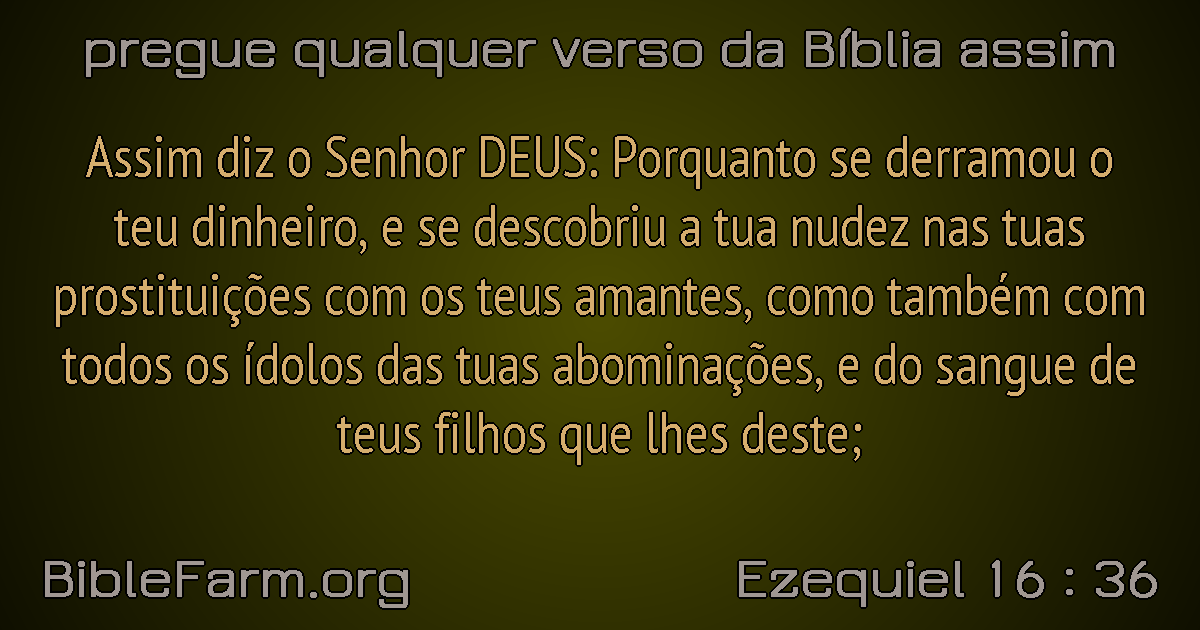 pregue qualquer verso da Bíblia assim
Assim diz o Senhor DEUS: Porquanto se derramou o
teu dinheiro, e se descobriu a tua nudez nas tuas
prostituições com os teus amantes, como também com
todos os ídolos das tuas abominações, e do sangue de
teus filhos que lhes deste;
BibleFarm.org
Ezequiel 16 : 36